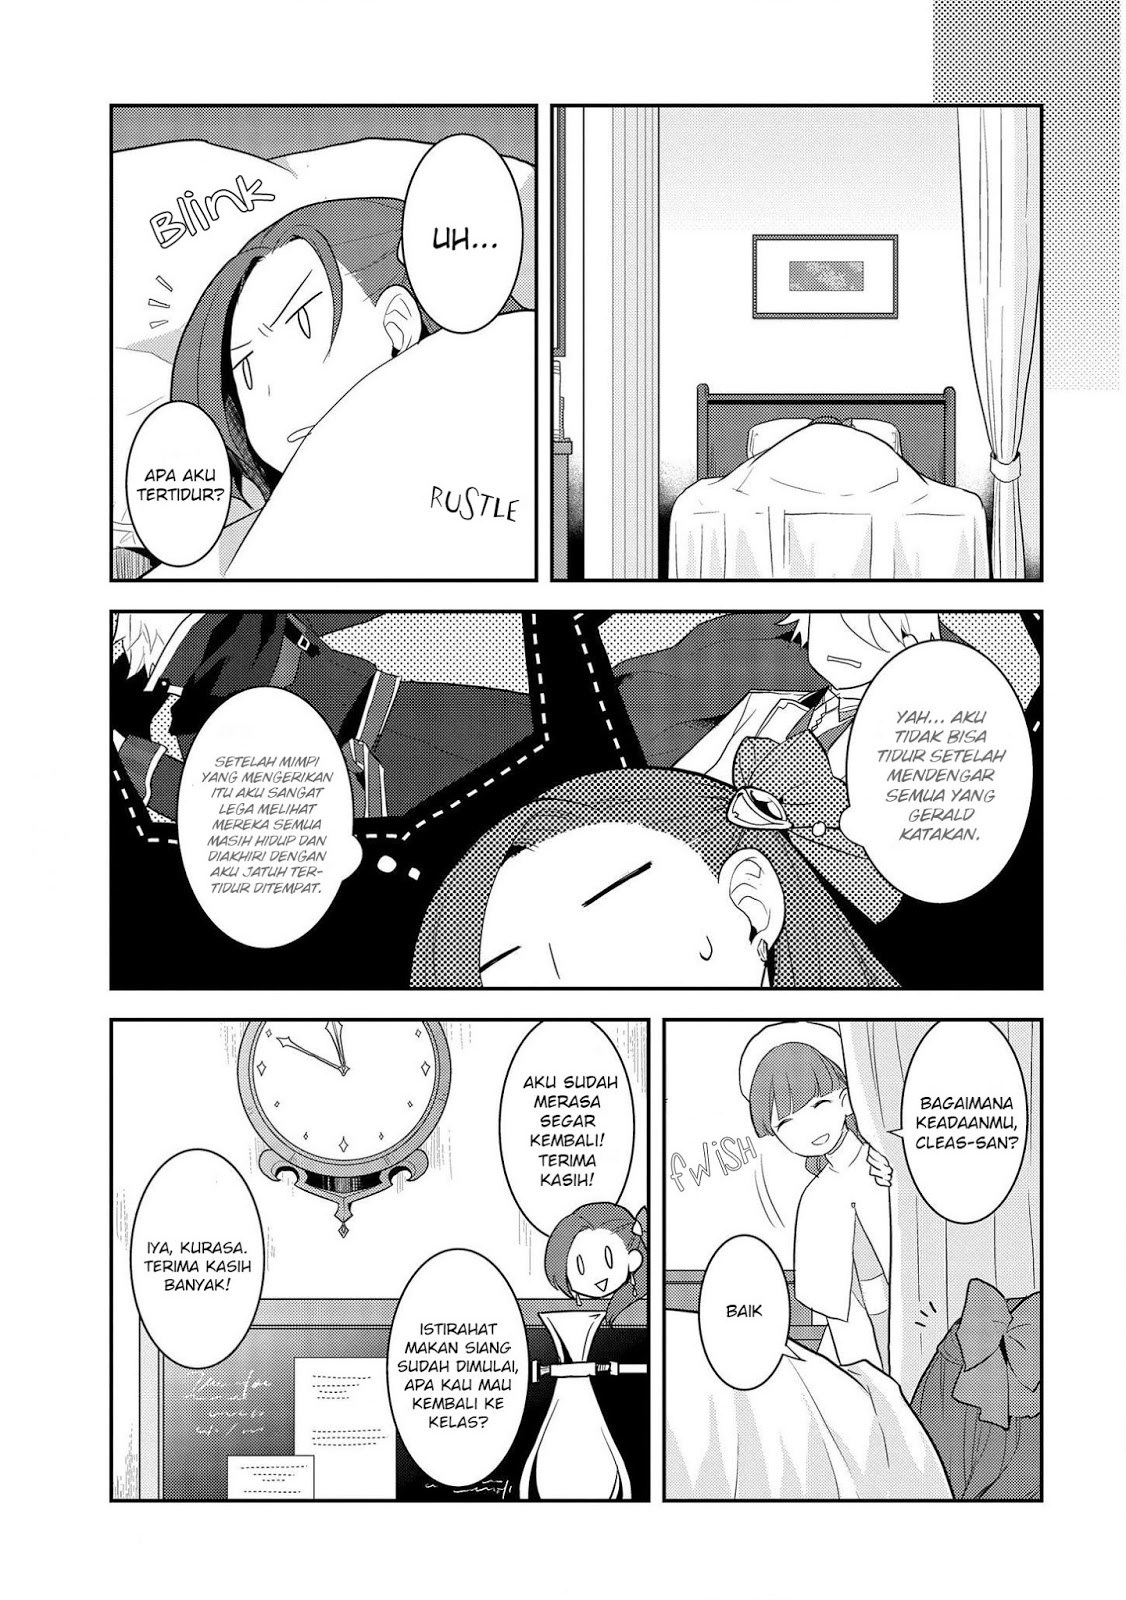 UH...
Blink
APA AKU
TERTIDUR?
RUSTLE
YAH... AKU
TIDAK BISA
TIDUR SETELAH
MENDENGAR
SEMUA YANG
GERALD
KATAKAN.
SETELAH MIMPI
YANG MENGERIKAN
ITU AKU SANGAT
LEGA MELIHAT
MEREKA SEMUA
MASIH HIDUP DAN
DIAKHIRI DENGAN
AKU JATUH TER-
TIDUR DITEMPAT.
BAGAIMANA
KEADAANMU,
CLEAS-SAN?
FWISH
BAIK
AKU SUDAH
MERASA
SEGAR
KEMBALI!
TERIMA
KASIH!
ISTIRAHAT
MAKAN SIANG
SUDAH DIMULAI,
APA KAU MAU
KEMBALI KE
KELAS?
IYA, KURASA.
TERIMA KASIH
BANYAK!